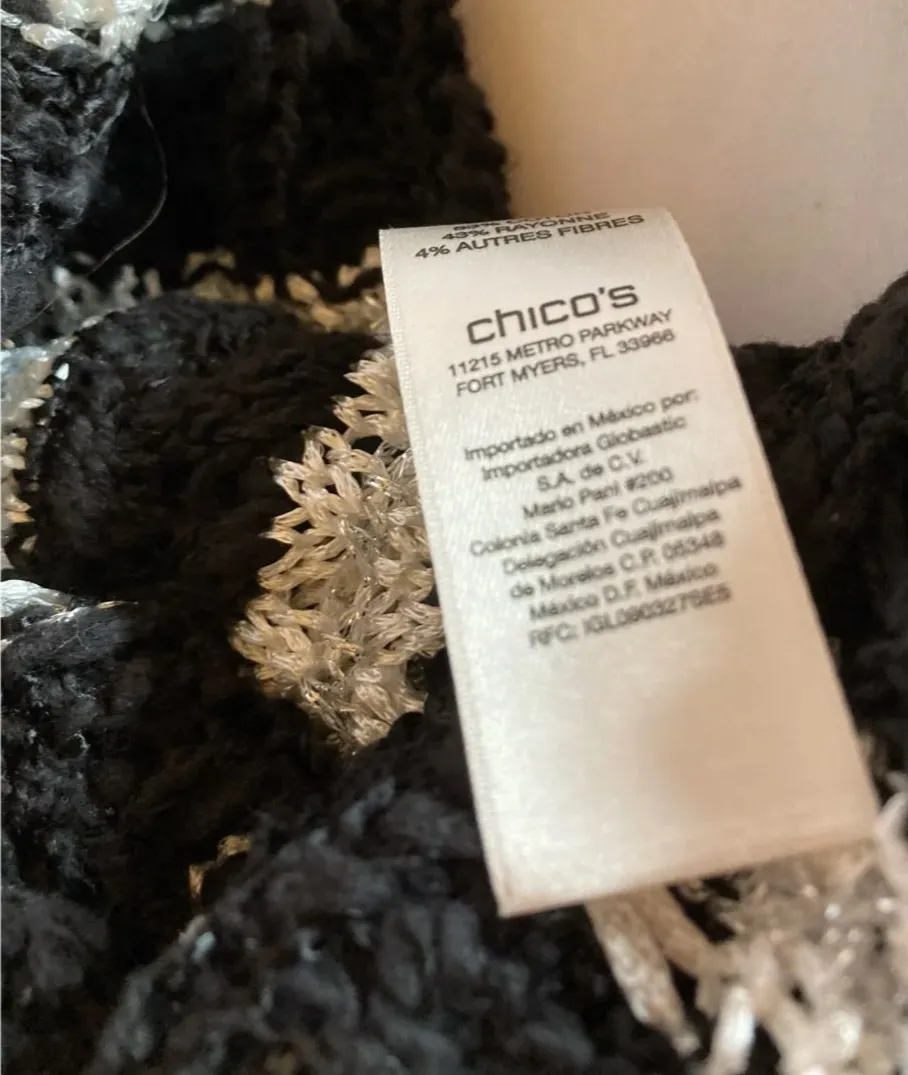 43% RAYONNE
4% AUTRES FIBRES
chico's
11215 METRO PARKWAY
FORT MYERS, FL 33966
Importado en México por:
Importadora Globastic
S.A. de C.V.
Mario Pani #200
Colonia Santa Fe Cuajimalpa
Delegación Cuajimalpa
de Morelos C.P. 05348
México D.F. México
RFC: IGL0903276E5